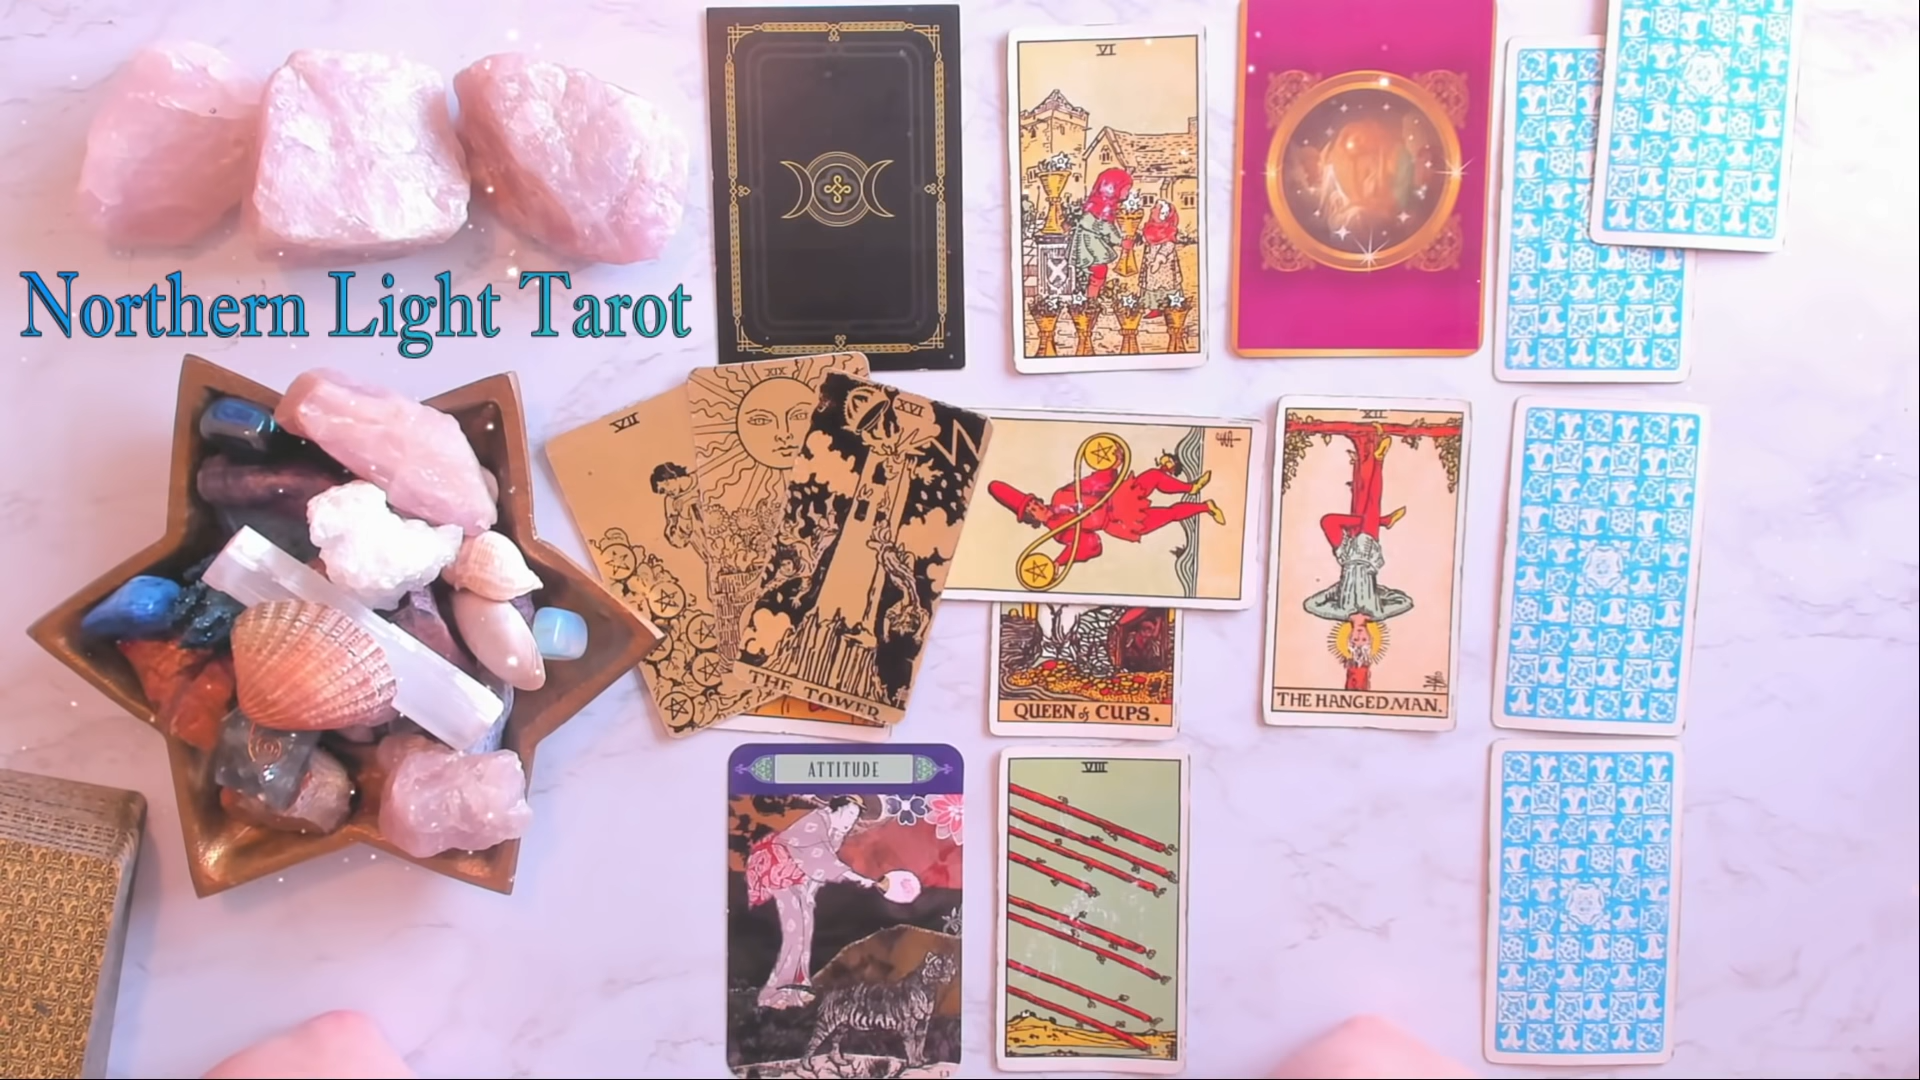 VI
Northern Light Tarot
VII
XIX
XVI
XII
THE TOWER.
QUEEN of CUPS.
THE HANGED MAN.
ATTITUDE
VIII